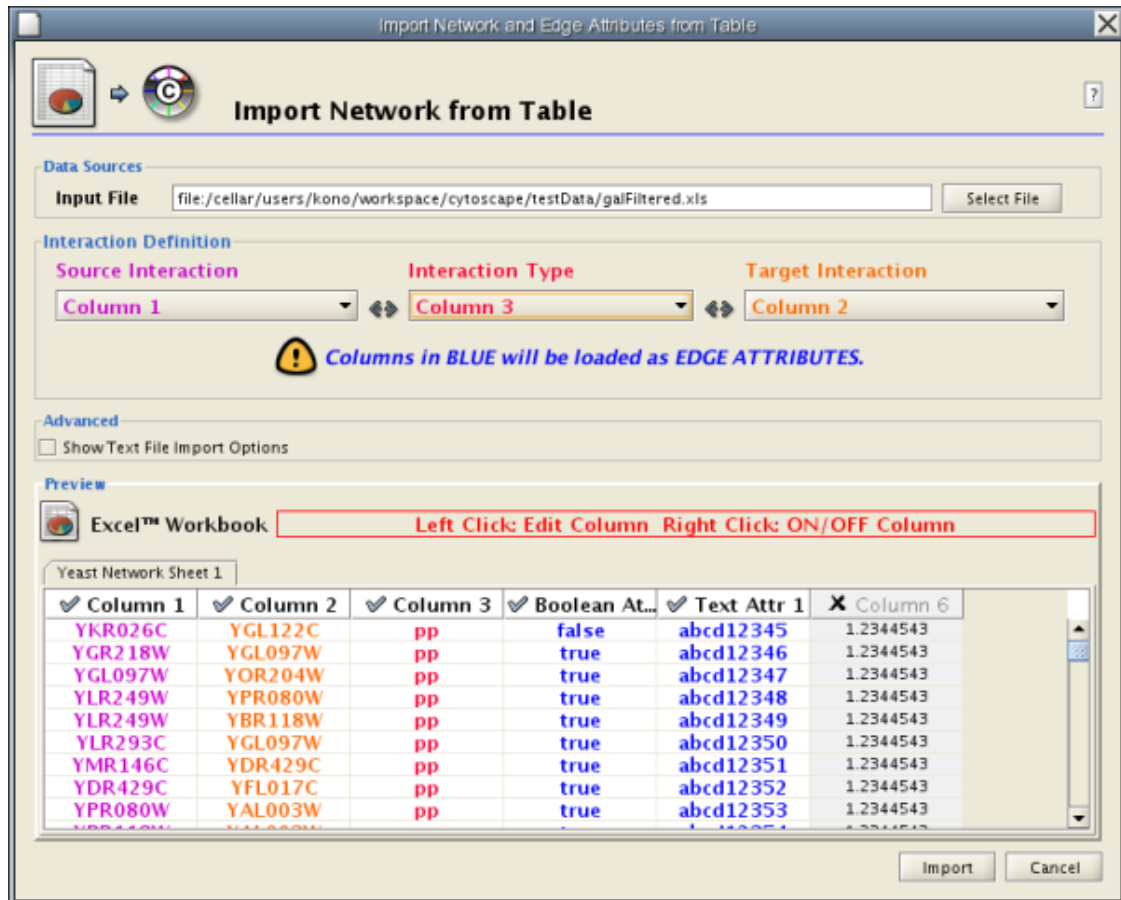 Import Network and Edge Attributes from Table
Import Network from Table
?
Data Sources
Input File file:/cellar/users/kono/workspace/cytoscape/testData/galFiltered.xls Select File
Interaction Definition
Source Interaction Interaction Type Target Interaction
Column 1 Column 3 Column 2
Columns in BLUE will be loaded as EDGE ATTRIBUTES.
Advanced
Show Text File Import Options
Preview
Excel™ Workbook Left Click: Edit Column Right Click: ON/OFF Column
Yeast Network Sheet 1
Column 1 Column 2 Column 3 Boolean At... Text Attr 1 Column 6
YKR026C YGL122C pp false abcd12345 1.2344543
YGR218W YGL097W pp true abcd12346 1.2344543
YGL097W YOR204W pp true abcd12347 1.2344543
YLR249W YPR080W pp true abcd12348 1.2344543
YLR249W YBR118W pp true abcd12349 1.2344543
YLR293C YGL097W pp true abcd12350 1.2344543
YMR146C YDR429C pp true abcd12351 1.2344543
YDR429C YFL017C pp true abcd12352 1.2344543
YPR080W YAL003W pp true abcd12353 1.2344543
Import Cancel